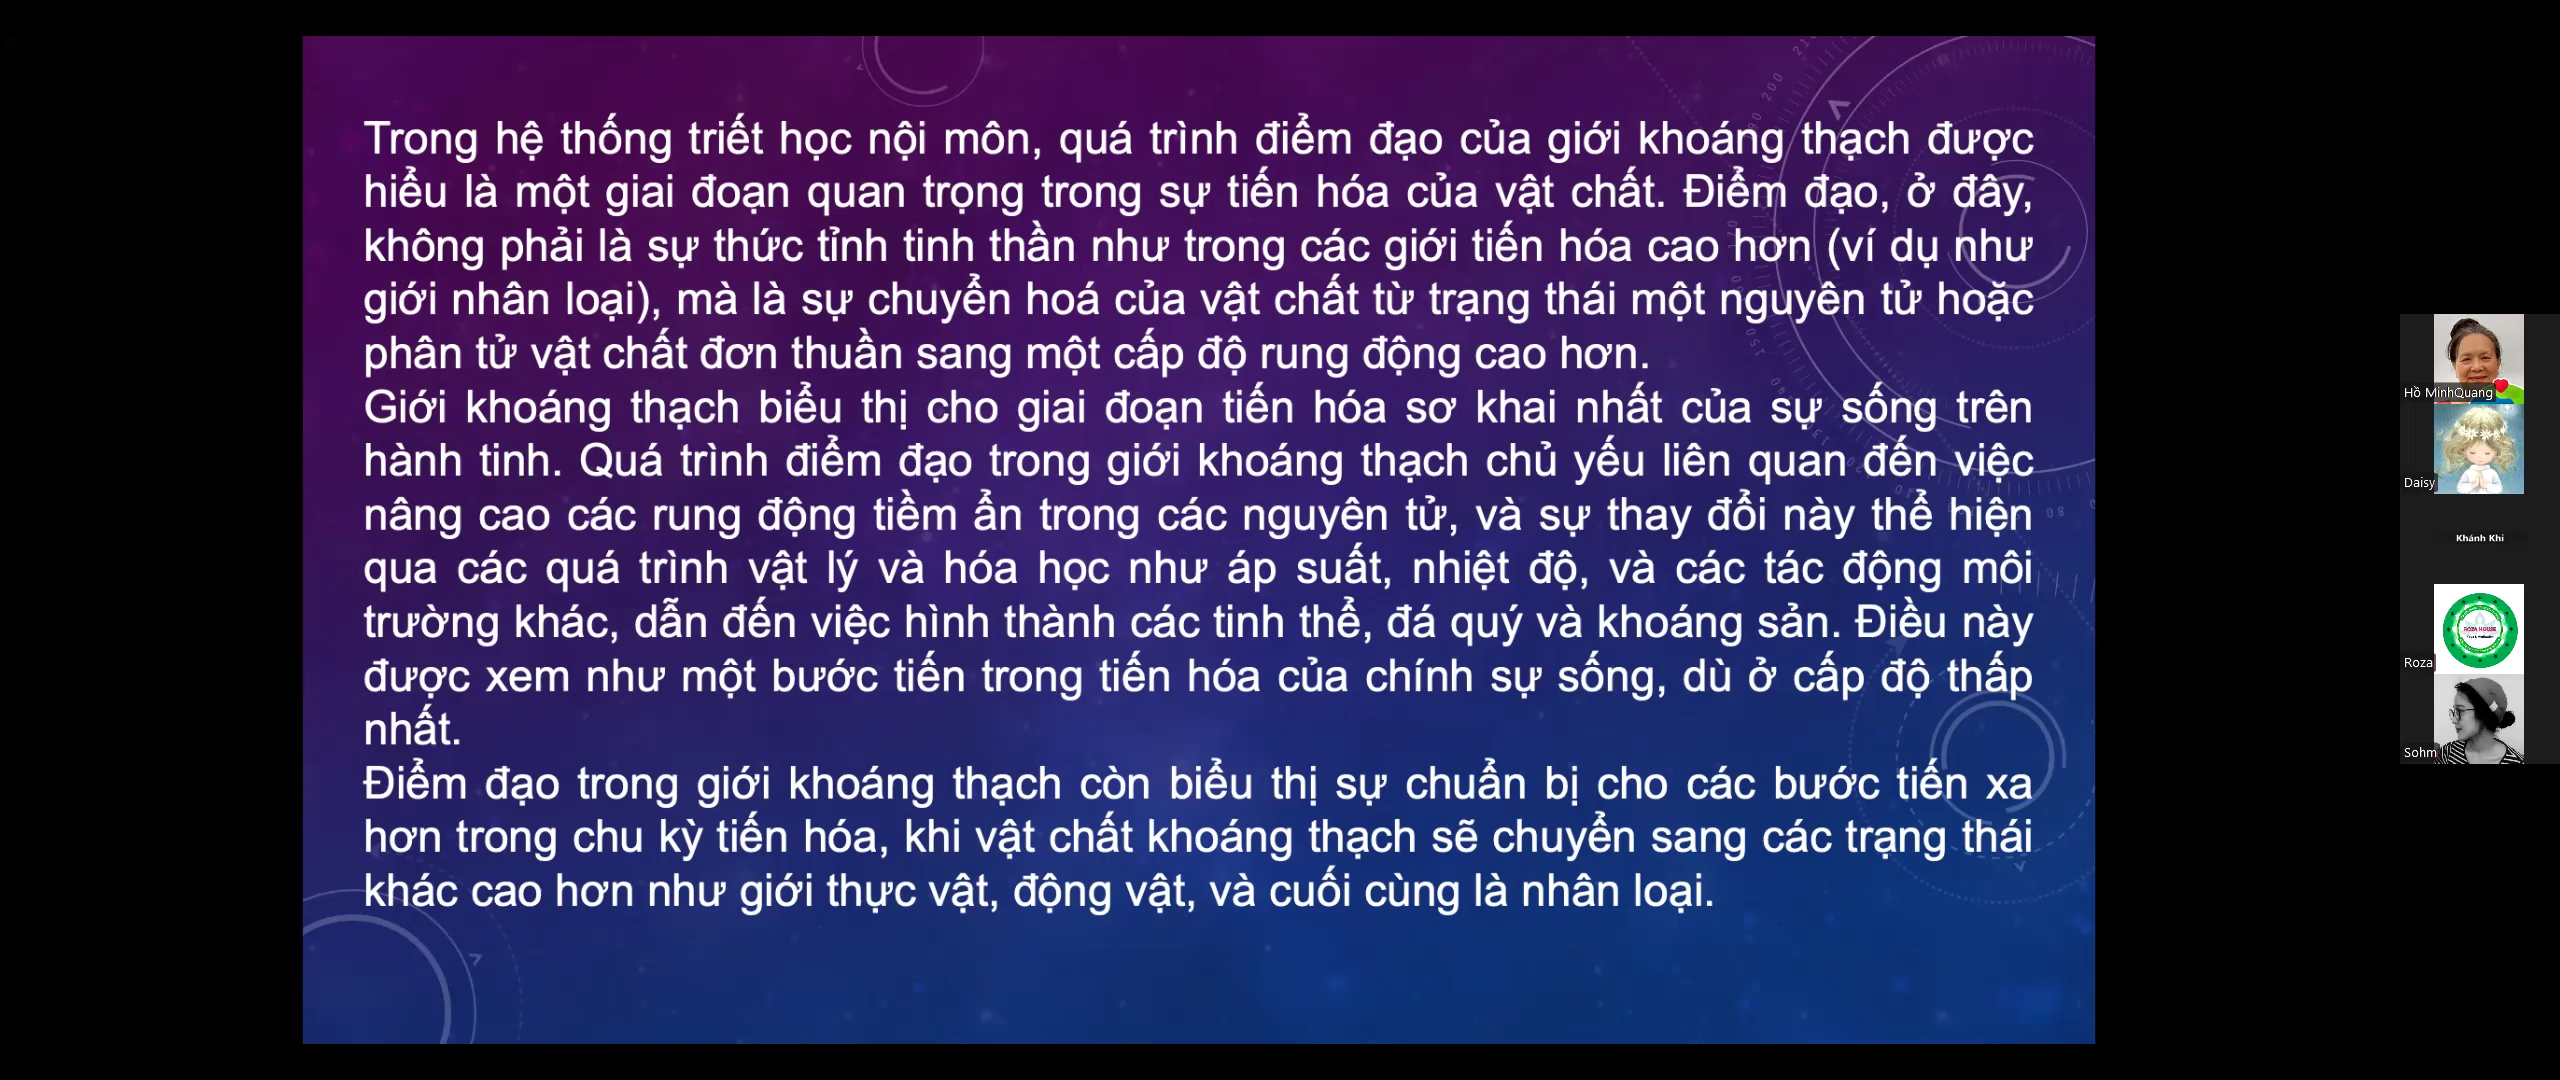 Trong hệ thống triết học nội môn, quá trình điểm đạo của giới khoáng thạch được
hiểu là một giai đoạn quan trọng trong sự tiến hóa của vật chất. Điểm đạo, ở đây,
không phải là sự thức tỉnh tinh thần như trong các giới tiến hóa cao hơn (ví dụ như
giới nhân loại), mà là sự chuyển hoá của vật chất từ trạng thái một nguyên tử hoặc
phân tử vật chất đơn thuần sang một cấp độ rung động cao hơn.
Giới khoáng thạch biểu thị cho giai đoạn tiến hóa sơ khai nhất của sự sống trên
hành tinh. Quá trình điểm đạo trong giới khoáng thạch chủ yếu liên quan đến việc
nâng cao các rung động tiềm ẩn trong các nguyên tử, và sự thay đổi này thể hiện
qua các quá trình vật lý và hóa học như áp suất, nhiệt độ, và các tác động môi
trường khác, dẫn đến việc hình thành các tinh thể, đá quý và khoáng sản. Điều này
được xem như một bước tiến trong tiến hóa của chính sự sống, dù ở cấp độ thấp
nhất.
Điểm đạo trong giới khoáng thạch còn biểu thị sự chuẩn bị cho các bước tiến xa
hơn trong chu kỳ tiến hóa, khi vật chất khoáng thạch sẽ chuyển sang các trạng thái
khác cao hơn như giới thực vật, động vật, và cuối cùng là nhân loại.
Hồ MinhQuang
Daisy
Khánh Khi
ROZA HOUSE
Roza
Sohm